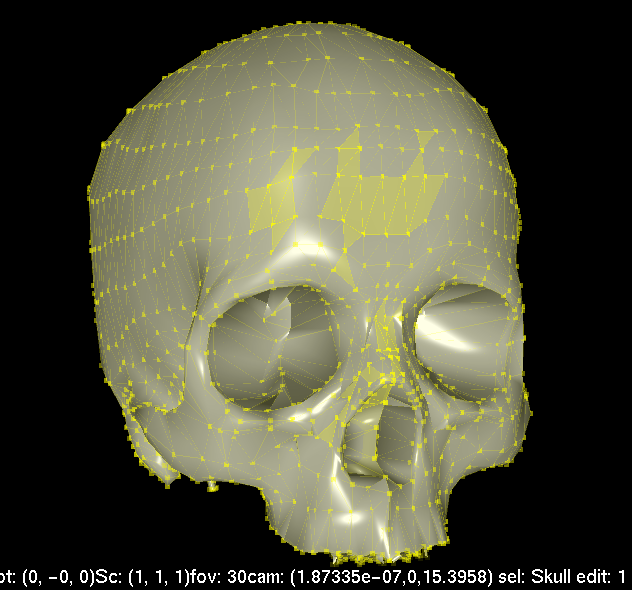 ot: (0, -0, 0)Sc: (1, 1, 1)fov: 30cam: (1.87335e-07,0,15.3958) sel: Skull edit: 1